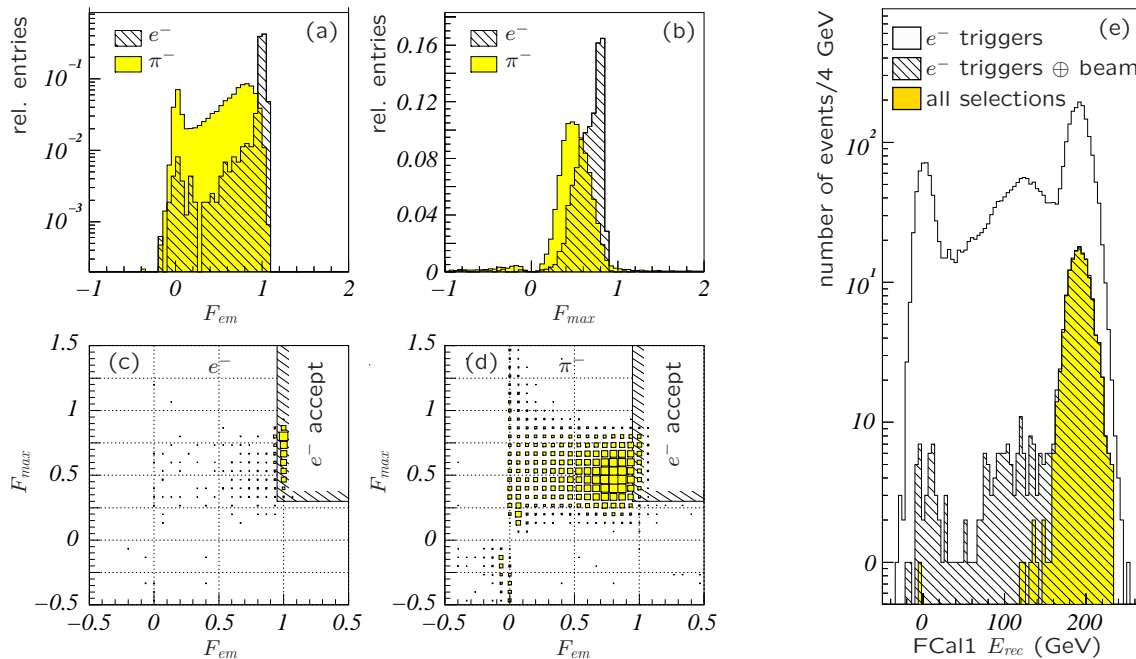 rel. entries
(a)
e⁻
π⁻
10⁻¹
10⁻²
10⁻³
−1 0 1 2
F_em
rel. entries
(b)
e⁻
π⁻
0.16
0.12
0.08
0.04
0
−1 0 1 2
F_max
(c)
e⁻
e⁻ accept
F_max
1.5
1
0.5
0
−0.5
−0.5 0 0.5 1 1.5
F_em
(d)
π⁻
e⁻ accept
F_max
1.5
1
0.5
0
−0.5
−0.5 0 0.5 1 1.5
F_em
(e)
e⁻ triggers
e⁻ triggers ⊕ beam
all selections
number of events/4 GeV
10²
10¹
10
0
0 100 200
FCal1 E_rec (GeV)